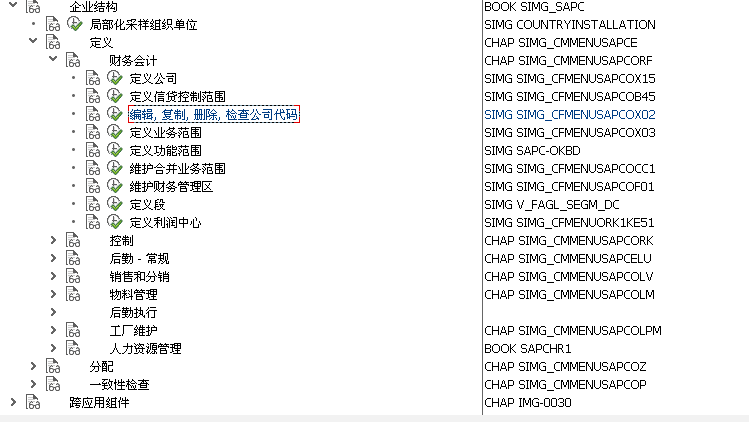 企业结构 BOOK SIMG_SAPC
局部化采样组织单位 SIMG COUNTRYINSTALLATION
定义 CHAP SIMG_CMMENUSAPCE
财务会计 CHAP SIMG_CMMENUSAPCORF
定义公司 SIMG SIMG_CFMENUSAPCOX15
定义信贷控制范围 SIMG SIMG_CFMENUSAPCOB45
编辑, 复制, 删除, 检查公司代码 SIMG SIMG_CFMENUSAPCOX02
定义业务范围 SIMG SIMG_CFMENUSAPCOX03
定义功能范围 SIMG SAPC-OKBD
维护合并业务范围 SIMG SIMG_CFMENUSAPCOCC1
维护财务管理区 SIMG SIMG_CFMENUSAPCOF01
定义段 SIMG V_FAGL_SEGM_DC
定义利润中心 SIMG SIMG_CFMENUORK1KE51
控制 CHAP SIMG_CMMENUSAPCORK
后勤 - 常规 CHAP SIMG_CMMENUSAPCELU
销售和分销 CHAP SIMG_CMMENUSAPCOLV
物料管理 CHAP SIMG_CMMENUSAPCOLM
后勤执行
工厂维护 CHAP SIMG_CMMENUSAPCOLPM
人力资源管理 BOOK SAPCHR1
分配 CHAP SIMG_CMMENUSAPCOZ
一致性检查 CHAP SIMG_CMMENUSAPCOP
跨应用组件 CHAP IMG-0030